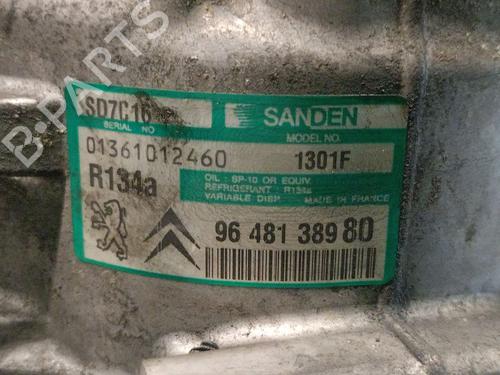 B-PARTS
SD7C16
SANDEN
SERIAL NO
MODEL NO.
01361012460
1301F
R134a
OIL : SP-10 OR EQUIV.
REFRIGERANT : R134a
VARIABLE DISP. MADE IN FRANCE
96 481 389 80